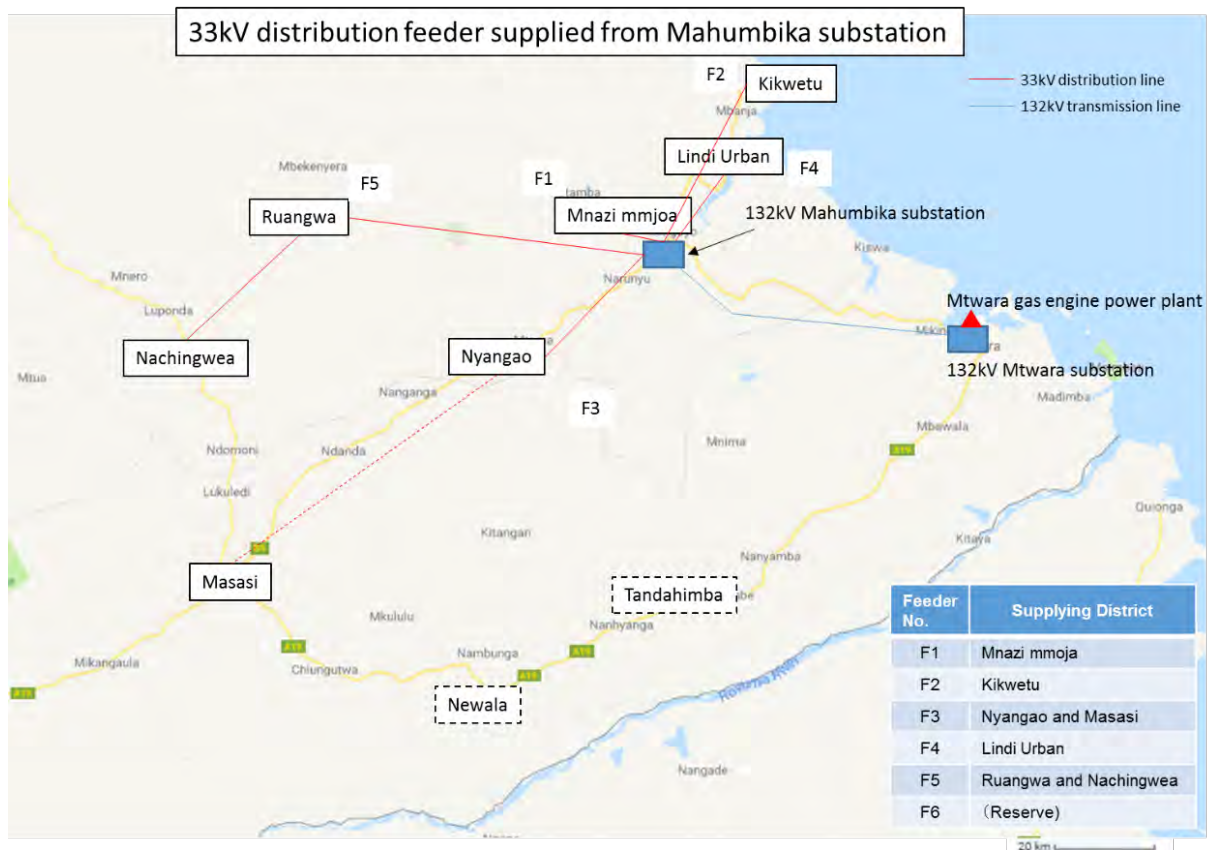 33kV distribution feeder supplied from Mahumbika substation
F2
Kikwetu
33kV distribution line
132kV transmission line
Mbanja
Lindi Urban
F4
Mbekenyera
F5
F1
Ruangwa
Mnazi mmjoa
132kV Mahumbika substation
Kiswa
Narunyu
Mnero
Luponda
Mtwara gas engine power plant
Nachingwea
Nyangao
132kV Mtwara substation
Mtua
Nanganga
F3
Madimba
Mbawala
Mnima
Ndomoni
Ndanda
Lukuledi
A19
Kitangari
Kitaya
Nanyamba
Masasi
Tandahimba
Mkululu
Nanhyanga
Mikangaula
Chiungutwa
Nambunga
A19
A19
A19
A19
Newala
Nangade
Feeder No.
Supplying District
F1
Mnazi mmoja
F2
Kikwetu
F3
Nyangao and Masasi
F4
Lindi Urban
F5
Ruangwa and Nachingwea
F6
（Reserve)
20 km